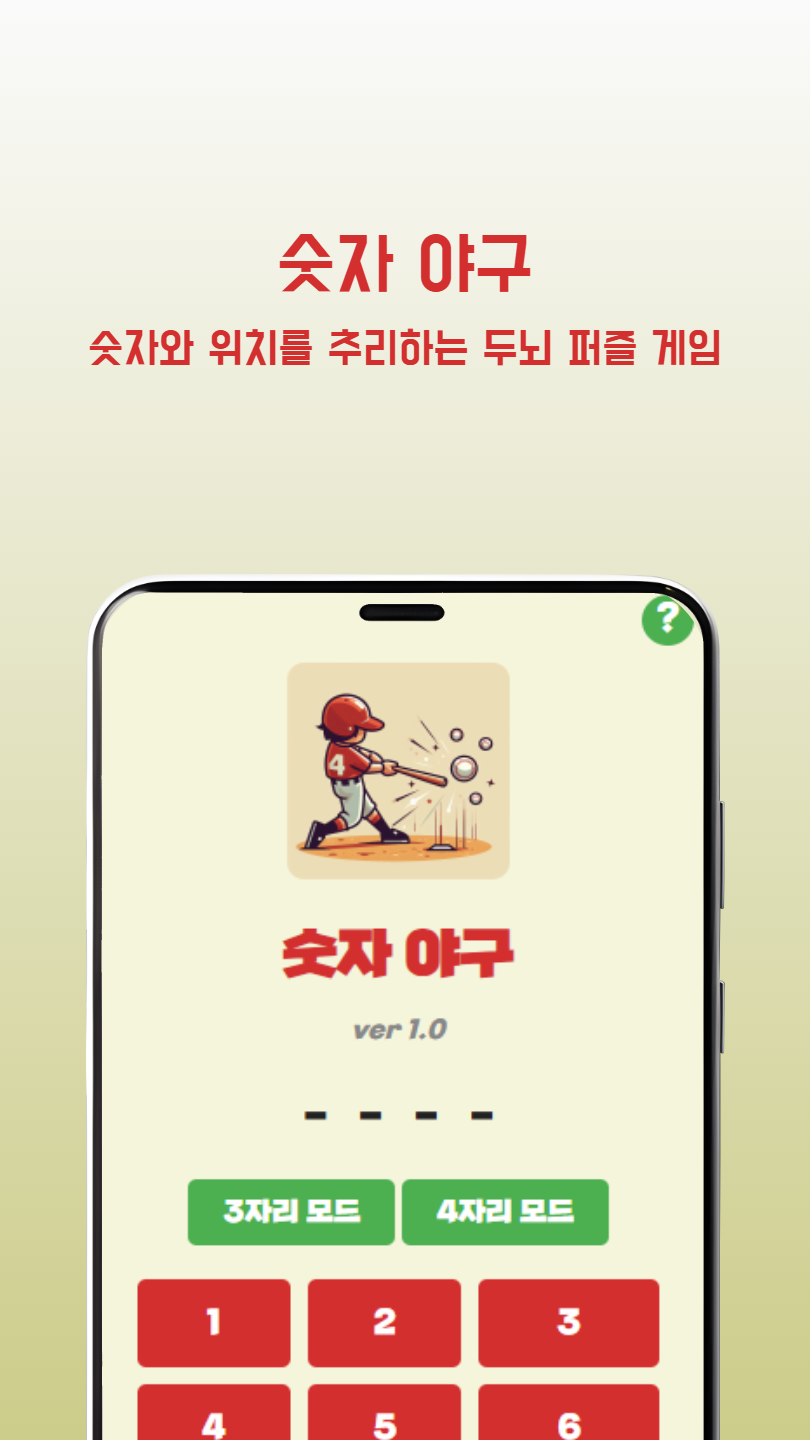 숫자 야구
숫자와 위치를 추리하는 두뇌 퍼즐 게임
?
4
숫자 야구
ver 1.0
- - - -
3자리 모드 4자리 모드
1 2 3
4 5 6